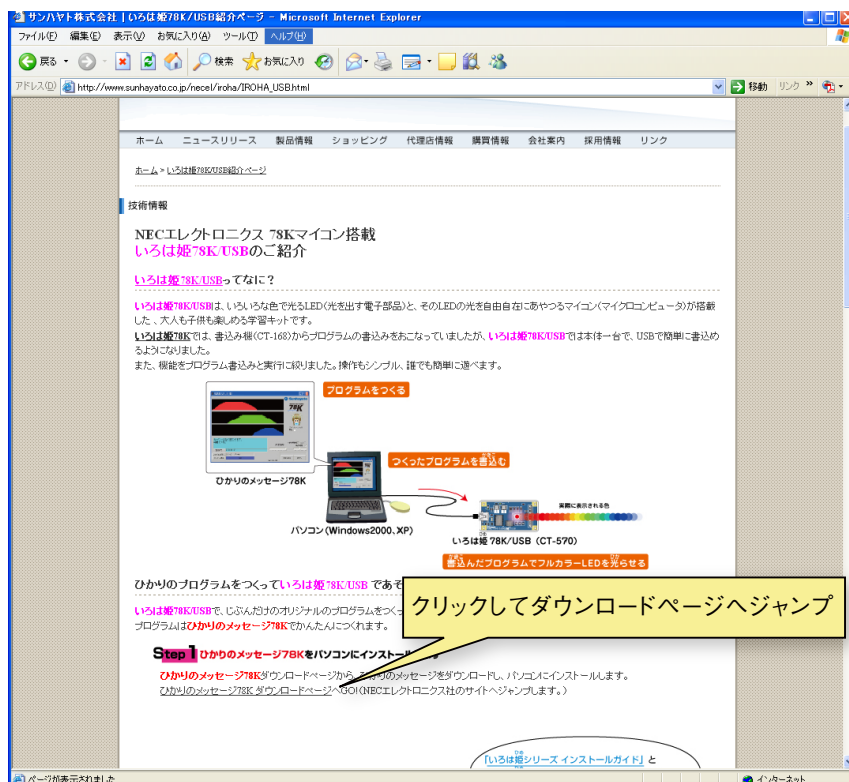 サンハヤト株式会社 | いろは姫78K/USB紹介ページ - Microsoft Internet Explorer
ファイル(F) 編集(E) 表示(V) お気に入り(A) ツール(T) ヘルプ(H)
戻る 検索 お気に入り
アドレス(D) http://www.sunhayato.co.jp/necel/iroha/IROHA_USB.html 移動 リンク »
ホーム ニュースリリース 製品情報 ショッピング 代理店情報 購買情報 会社案内 採用情報 リンク
ホーム > いろは姫78K/USB紹介ページ
技術情報
NECエレクトロニクス 78Kマイコン搭載
いろは姫78K/USBのご紹介
いろは姫78K/USBってなに?
いろは姫78K/USBは、いろいろな色で光るLED(光を出す電子部品)と、そのLEDの光を自由自在にあやつるマイコン(マイクロコンピュータ)が搭載
した 、大人も子供も楽しめる学習キットです。
いろは姫78Kでは、書込み機(CT-168)からプログラムの書込みをおこなっていましたが、いろは姫78K/USBでは本体一台で、USBで簡単に書込め
るようになりました。
また、機能をプログラム書込みと実行に絞りました。操作もシンプル、誰でも簡単に遊べます。
プログラムをつくる
78K
ひかりのメッセージ78K
つくったプログラムを書込む
パソコン(Windows2000、XP)
実際に表示される色
いろは姫 78K/USB (CT-570)
書込んだプログラムでフルカラーLEDを光らせる
ひかりのプログラムをつくっていろは姫78K/USB であそ
いろは姫78K/USBで、じぶんだけのオリジナルのプログラムをつく
プログラムはひかりのメッセージ78Kでかんたんにつくれます。
クリックしてダウンロードページへジャンプ
Step 1 ひかりのメッセージ78Kをパソコンにインストー
ひかりのメッセージ78Kダウンロードページから、ひかりのメッセージをダウンロードし、パソコンにインストールします。
ひかりのメッセージ78K ダウンロードページへGO!(NECエレクトロニクス社のサイトへジャンプします。)
「いろは姫シリーズ インストールガイド」と
ページが表示されました
インターネット